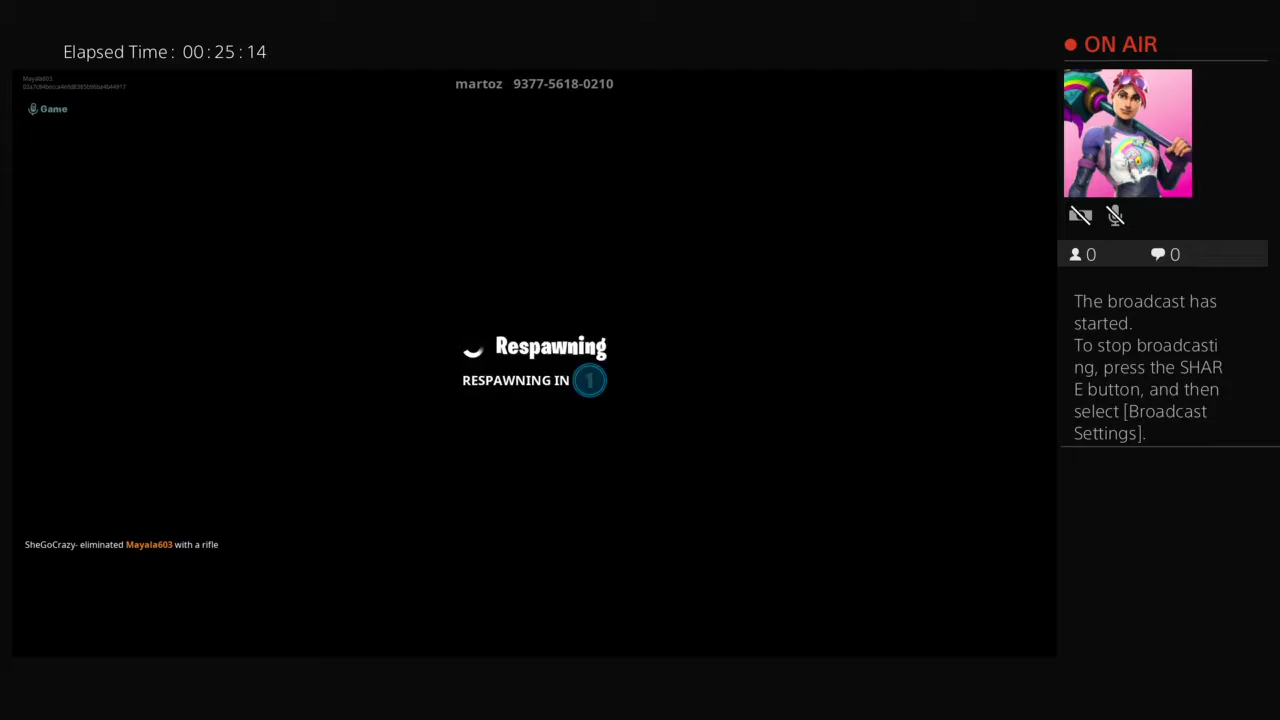 Elapsed Time: 00:25:14
ON AIR
Mayala603
martoz 9377-5618-0210
Game
0 0
The broadcast has
started.
To stop broadcasti
ng, press the SHAR
E button, and then
select [Broadcast
Settings].
Respawning
RESPAWNING IN 1
SheGoCrazy- eliminated Mayala603 with a rifle